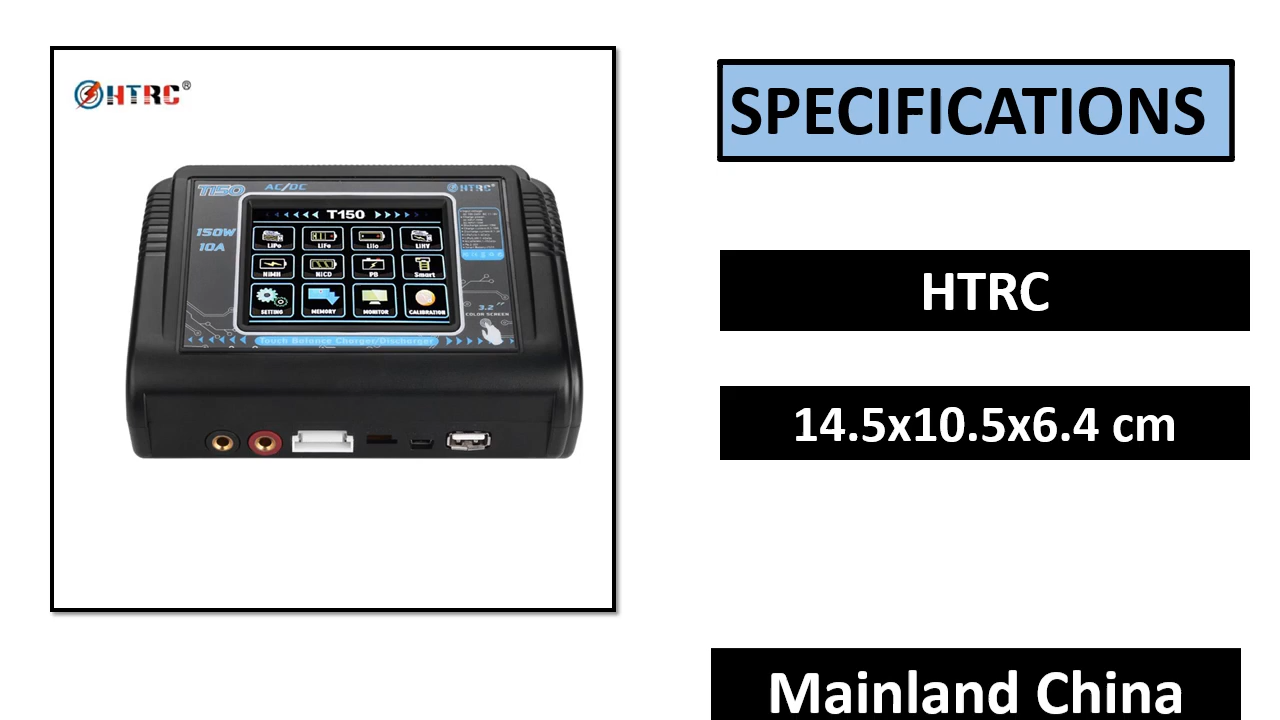 HTRC®
SPECIFICATIONS
HTRC
14.5x10.5x6.4 cm
Mainland China
T150 AC/DC HTRC®
150W
10A
T150
LiPo LiFe LiIo LiHV
NiMH NiCD PB Smart
SETTING MEMORY MONITOR CALIBRATION
3.2"
COLOR SCREEN
Touch Balance Charger/Discharger